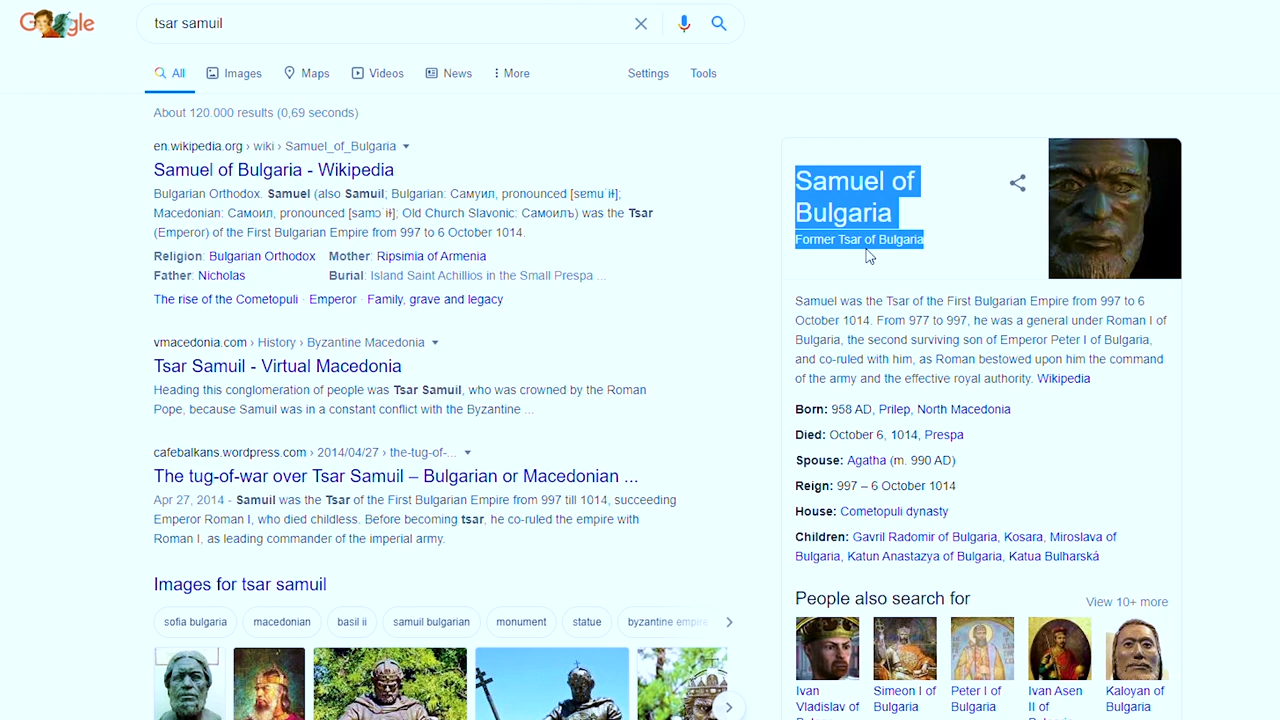 Google
tsar samuil
All Images Maps Videos News More Settings Tools
About 120.000 results (0,69 seconds)
en.wikipedia.org › wiki › Samuel_of_Bulgaria
Samuel of Bulgaria - Wikipedia
Bulgarian Orthodox. Samuel (also Samuil; Bulgarian: Самуил, pronounced [sɐmuˈiɫ];
Macedonian: Самоил, pronounced [samɔˈiɫ]; Old Church Slavonic: Самоилъ) was the Tsar
(Emperor) of the First Bulgarian Empire from 997 to 6 October 1014.
Religion: Bulgarian Orthodox Mother: Ripsimia of Armenia
Father: Nicholas Burial: Island Saint Achillios in the Small Prespa ...
The rise of the Cometopuli · Emperor · Family, grave and legacy
vmacedonia.com › History › Byzantine Macedonia
Tsar Samuil - Virtual Macedonia
Heading this conglomeration of people was Tsar Samuil, who was crowned by the Roman
Pope, because Samuil was in a constant conflict with the Byzantine ...
cafebalkans.wordpress.com › 2014/04/27 › the-tug-of-...
The tug-of-war over Tsar Samuil – Bulgarian or Macedonian ...
Apr 27, 2014 - Samuil was the Tsar of the First Bulgarian Empire from 997 till 1014, succeeding
Emperor Roman I, who died childless. Before becoming tsar, he co-ruled the empire with
Roman I, as leading commander of the imperial army.
Images for tsar samuil
sofia bulgaria macedonian basil ii samuil bulgarian monument statue byzantine empire
Samuel of
Bulgaria
Former Tsar of Bulgaria
Samuel was the Tsar of the First Bulgarian Empire from 997 to 6
October 1014. From 977 to 997, he was a general under Roman I of
Bulgaria, the second surviving son of Emperor Peter I of Bulgaria,
and co-ruled with him, as Roman bestowed upon him the command
of the army and the effective royal authority. Wikipedia
Born: 958 AD, Prilep, North Macedonia
Died: October 6, 1014, Prespa
Spouse: Agatha (m. 990 AD)
Reign: 997 – 6 October 1014
House: Cometopuli dynasty
Children: Gavril Radomir of Bulgaria, Kosara, Miroslava of
Bulgaria, Katun Anastazya of Bulgaria, Katua Bulharská
People also search for View 10+ more
Ivan Simeon I of Peter I of Ivan Asen Kaloyan of
Vladislav of Bulgaria Bulgaria II of Bulgaria